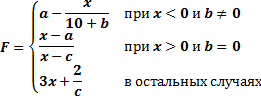 F = { a − x/(10 + b) при x < 0 и b ≠ 0
(x − a)/(x − c) при x > 0 и b = 0
3x + 2/c в остальных случаях